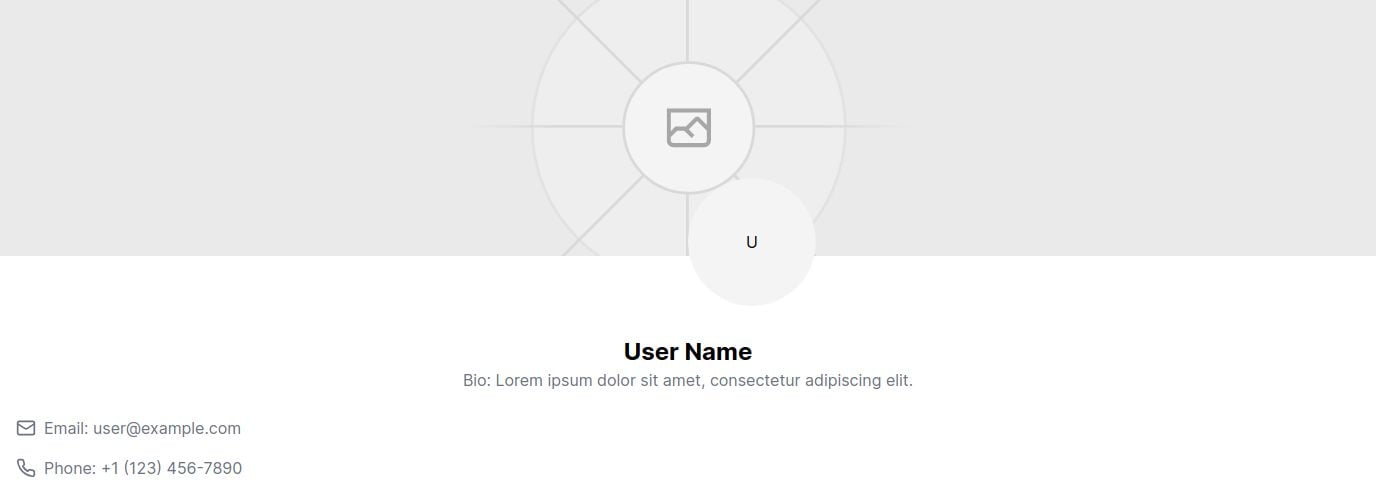 U
User Name
Bio: Lorem ipsum dolor sit amet, consectetur adipiscing elit.
Email: user@example.com
Phone: +1 (123) 456-7890